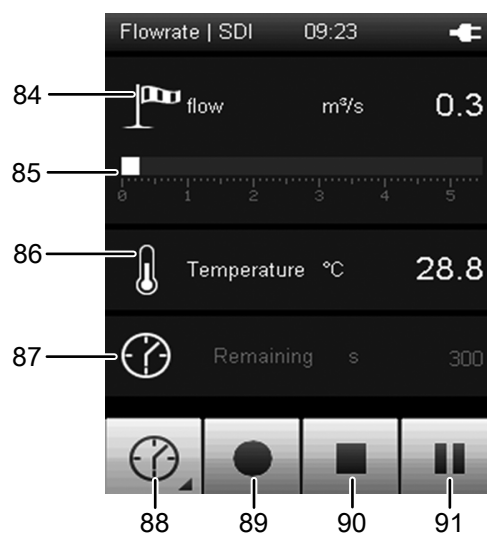 Flowrate | SDI 09:23
84 flow m³/s 0.3
85
0 1 2 3 4 5
86 Temperature °C 28.8
87 Remaining s 300
88 89 90 91